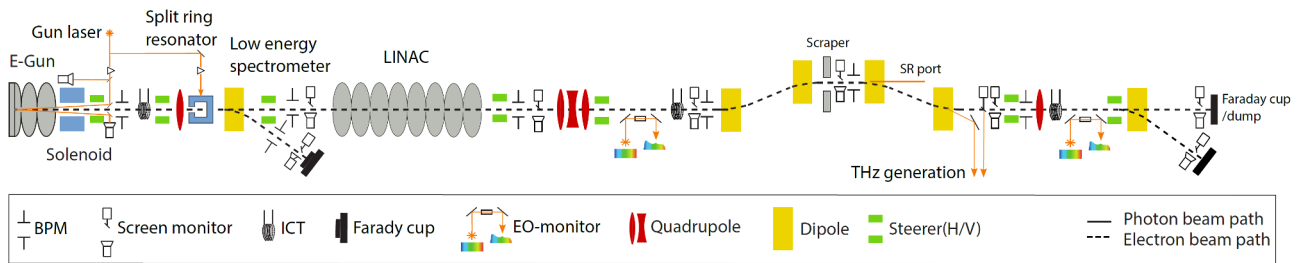 Gun laser
Split ring
resonator
E-Gun
Low energy
spectrometer
LINAC
Scraper
SR port
Solenoid
THz generation
Faraday cup
/dump
BPM
Screen monitor
ICT
Farady cup
EO-monitor
Quadrupole
Dipole
Steerer(H/V)
Photon beam path
Electron beam path